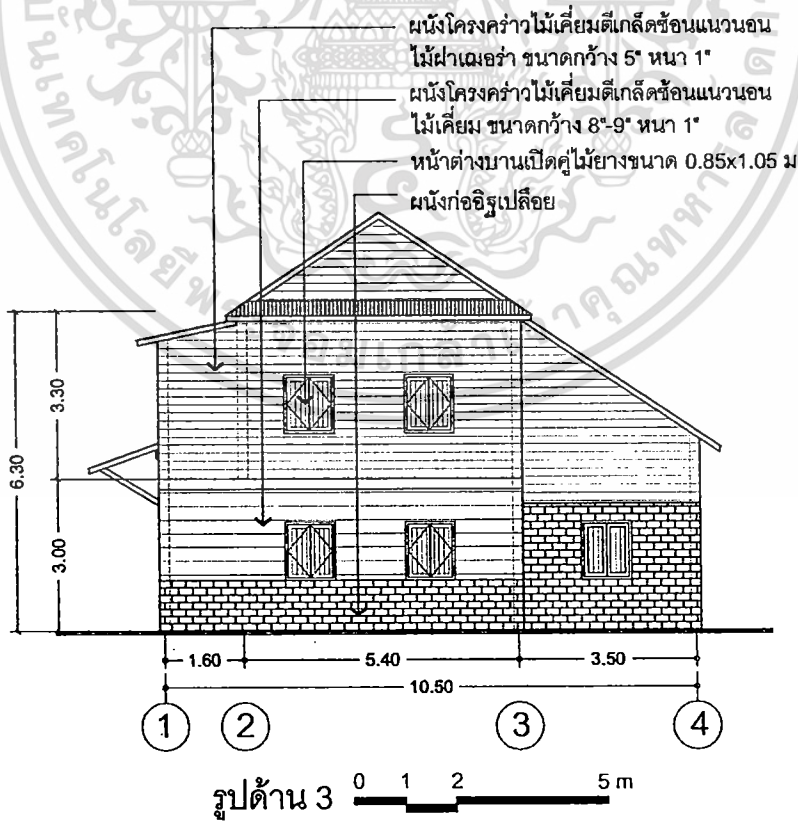 ผนังโครงคร่าวไม้เคี่ยมตีเกล็ดซ้อนแนวนอน
ไม้ฝาเฌอร่า ขนาดกว้าง 5" หนา 1"
ผนังโครงคร่าวไม้เคี่ยมตีเกล็ดซ้อนแนวนอน
ไม้เคี่ยม ขนาดกว้าง 8"-9" หนา 1"
หน้าต่างบานเปิดคู่ไม้ยางขนาด 0.85x1.05 ม
ผนังก่ออิฐเปลือย
6.30
3.30
3.00
1.60 5.40 3.50
10.50
1 2 3 4
รูปด้าน 3
0 1 2 5 m